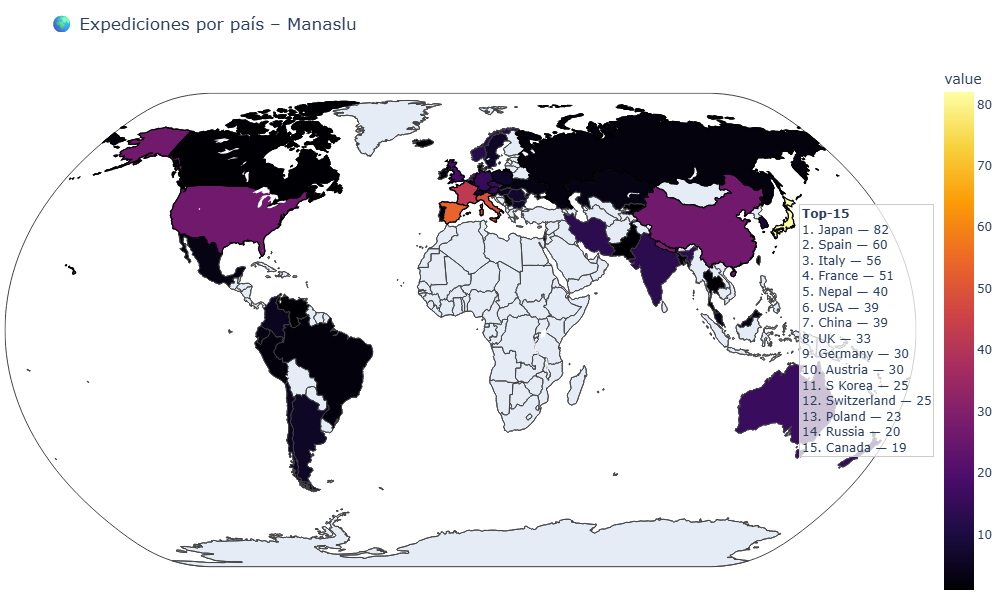 🌍 Expediciones por país – Manaslu
value
80
70
60
50
40
30
20
10
Top-15
1. Japan — 82
2. Spain — 60
3. Italy — 56
4. France — 51
5. Nepal — 40
6. USA — 39
7. China — 39
8. UK — 33
9. Germany — 30
10. Austria — 30
11. S Korea — 25
12. Switzerland — 25
13. Poland — 23
14. Russia — 20
15. Canada — 19